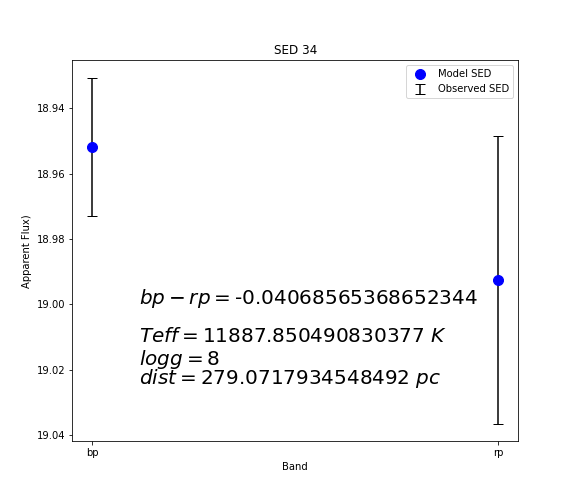 SED 34
Model SED
Observed SED
18.94
18.96
18.98
19.00
19.02
19.04
Apparent Flux)
bp − rp = -0.04068565368652344
Teff = 11887.850490830377 K
logg = 8
dist = 279.0717934548492 pc
bp
rp
Band